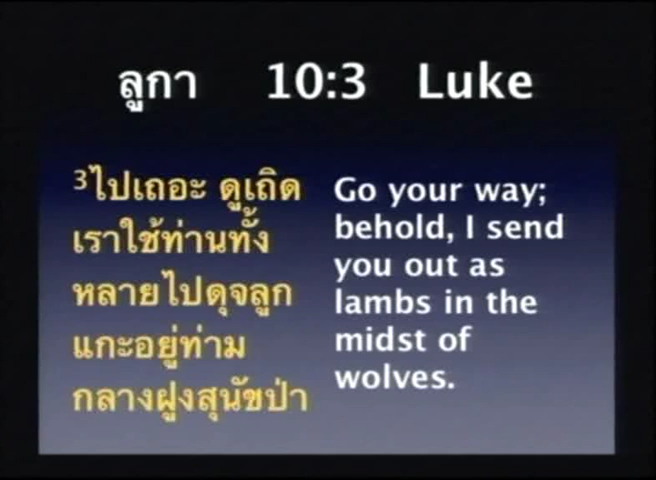 ลูกา 10:3 Luke
³ไปเถอะ ดูเถิด
เราใช้ท่านทั้ง
หลายไปดุจลูก
แกะอยู่ท่าม
กลางฝูงสุนัขป่า
Go your way;
behold, I send
you out as
lambs in the
midst of
wolves.